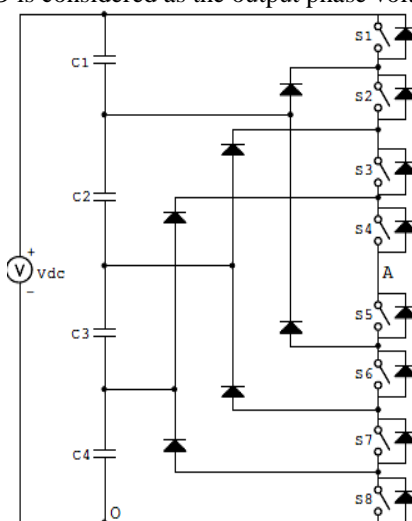 is considered as the output phase vol
S1
C1
S2
S3
C2
S4
+
V Vdc
A
−
S5
C3
S6
S7
C4
S8
O